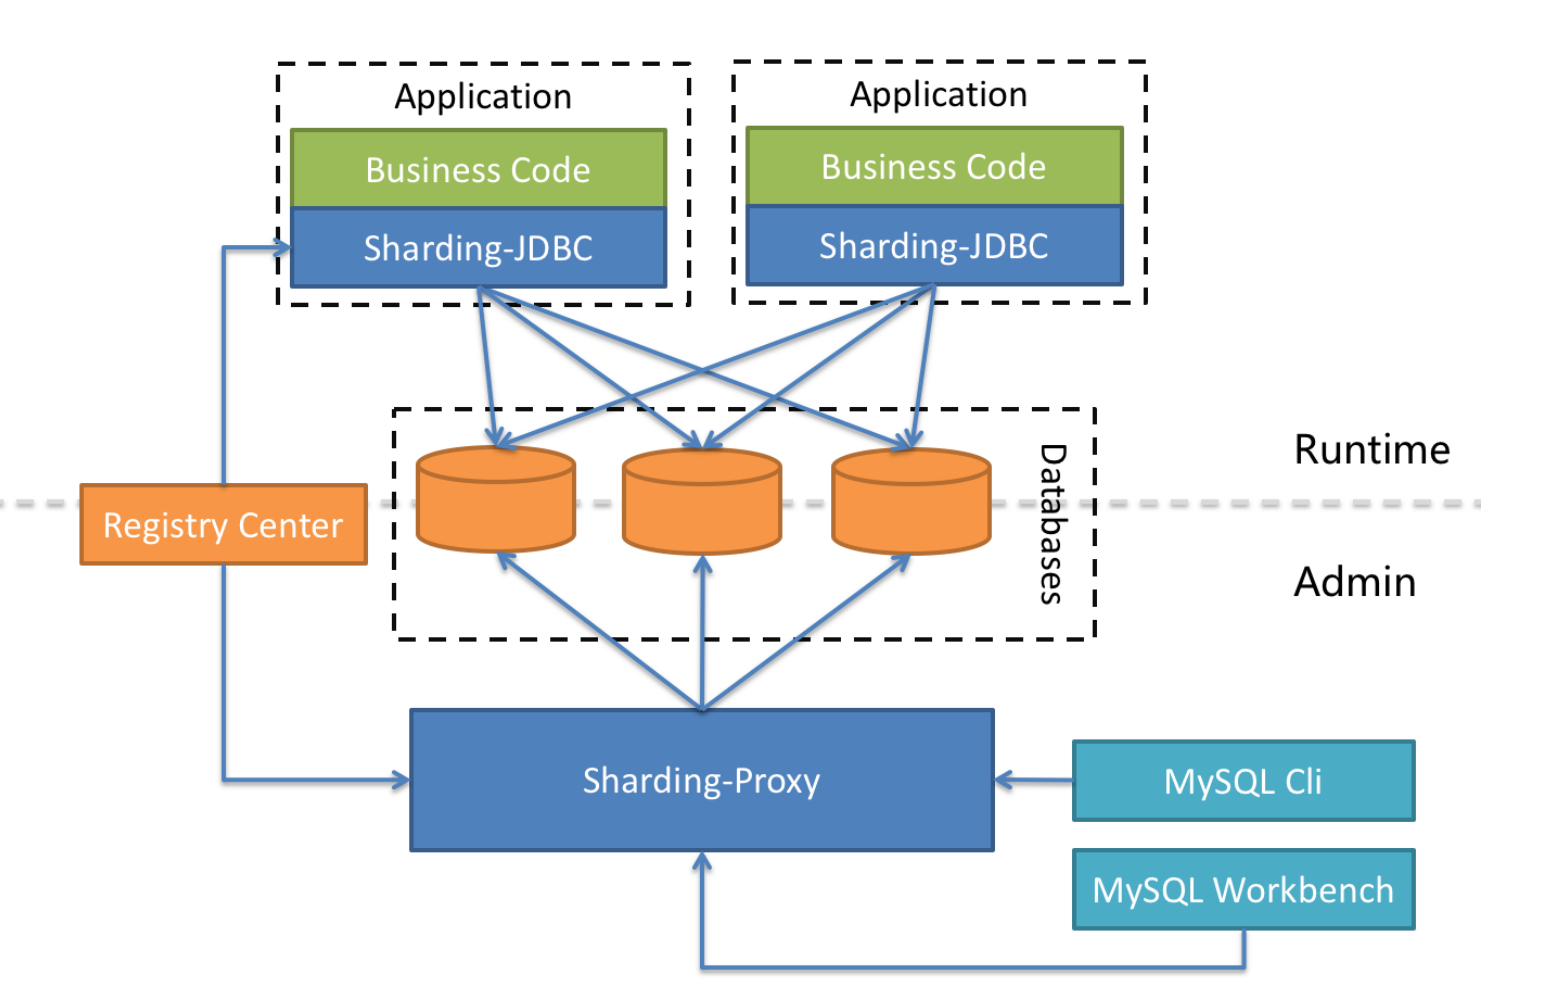 Application
Business Code
Sharding-JDBC
Application
Business Code
Sharding-JDBC
Databases
Runtime
Registry Center
Admin
Sharding-Proxy
MySQL Cli
MySQL Workbench